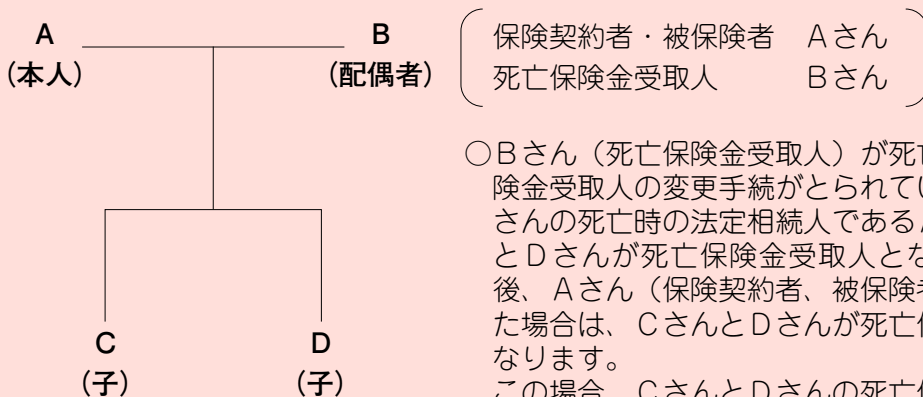 A
(本人)
B
(配偶者)
保険契約者・被保険者　Aさん
死亡保険金受取人　Bさん
○Bさん（死亡保険金受取人）が死亡
険金受取人の変更手続がとられてい
さんの死亡時の法定相続人である
とDさんが死亡保険金受取人とな
後、Aさん（保険契約者、被保険者
た場合は、CさんとDさんが死亡
なります。
この場合、CさんとDさんの死亡
C
(子)
D
(子)